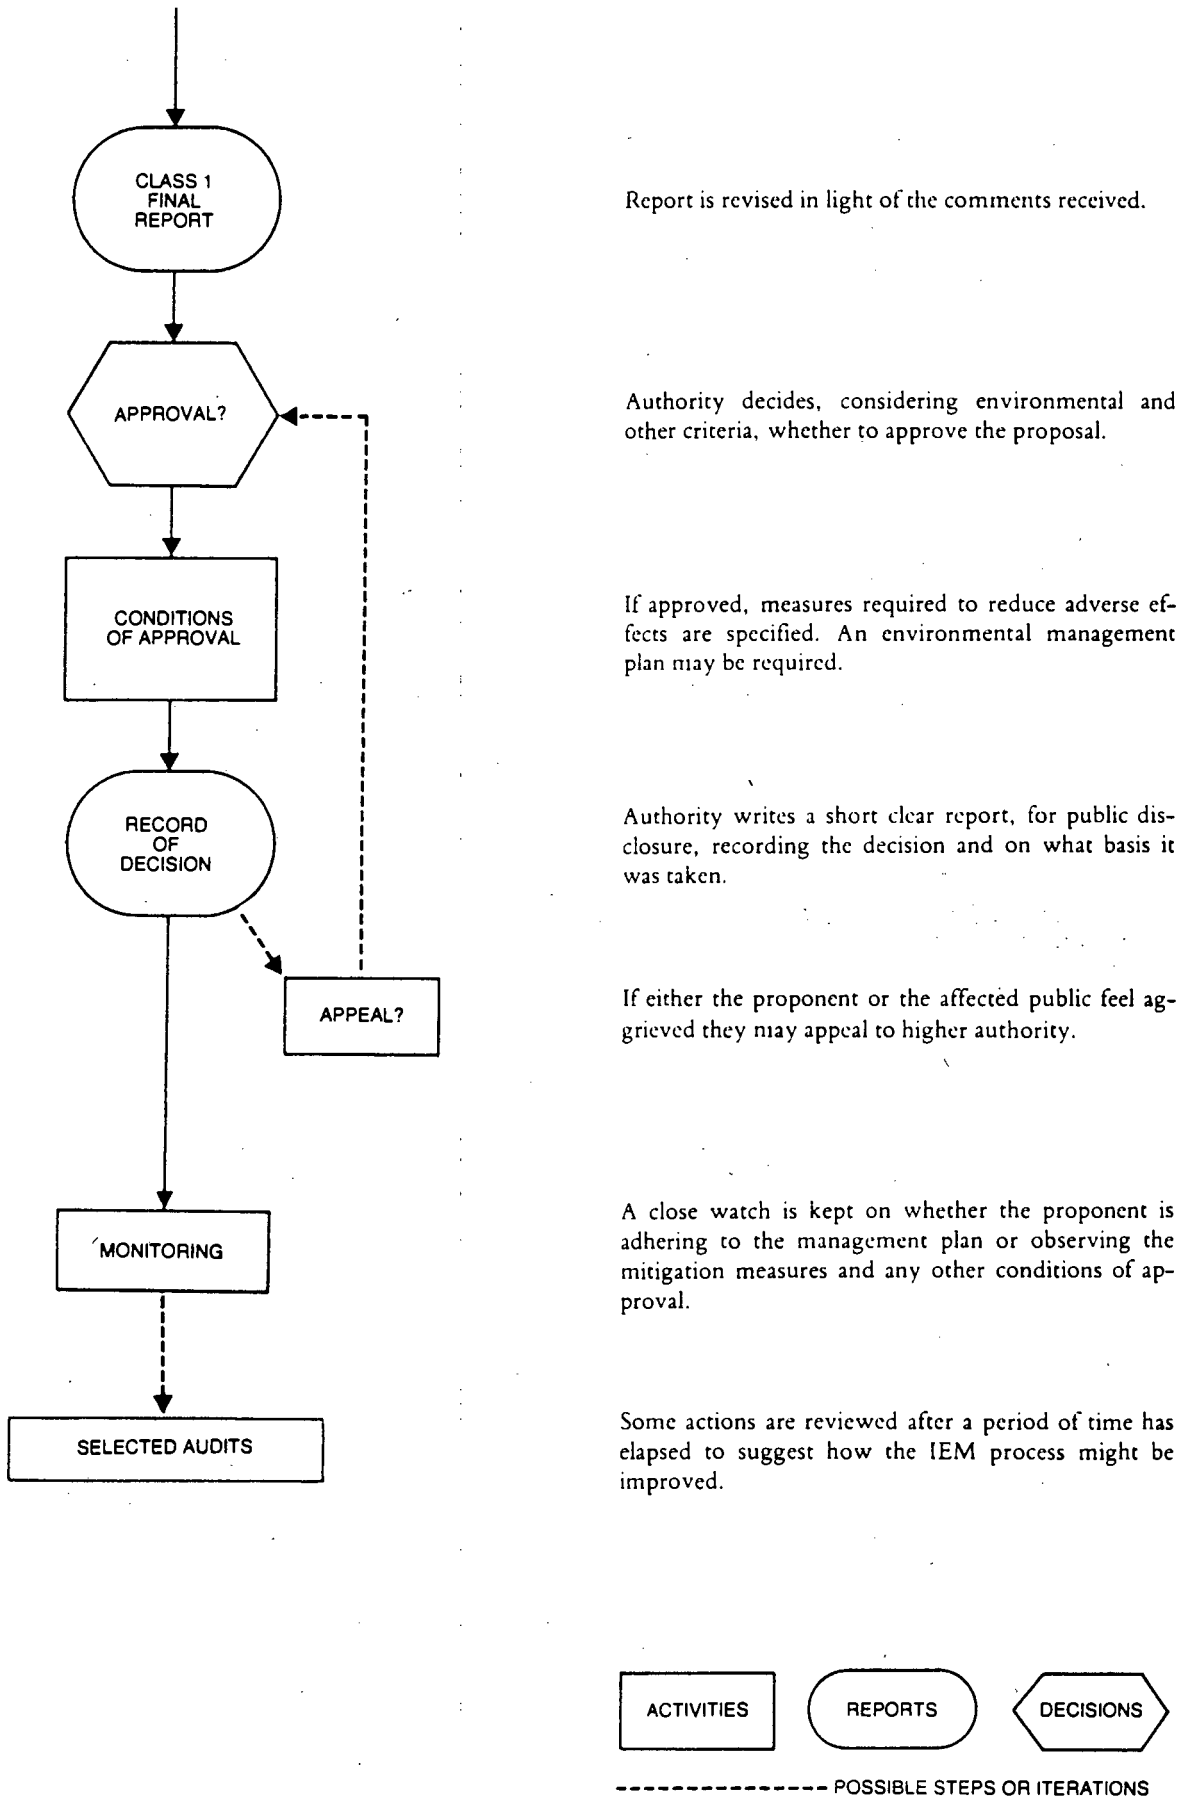 CLASS 1
FINAL
REPORT
Report is revised in light of the comments received.
APPROVAL?
Authority decides, considering environmental and
other criteria, whether to approve the proposal.
CONDITIONS
OF APPROVAL
If approved, measures required to reduce adverse ef-
fects are specified. An environmental management
plan may be required.
RECORD
OF
DECISION
Authority writes a short clear report, for public dis-
closure, recording the decision and on what basis it
was taken.
APPEAL?
If either the proponent or the affected public feel ag-
grieved they may appeal to higher authority.
MONITORING
A close watch is kept on whether the proponent is
adhering to the management plan or observing the
mitigation measures and any other conditions of ap-
proval.
SELECTED AUDITS
Some actions are reviewed after a period of time has
elapsed to suggest how the IEM process might be
improved.
ACTIVITIES
REPORTS
DECISIONS
POSSIBLE STEPS OR ITERATIONS